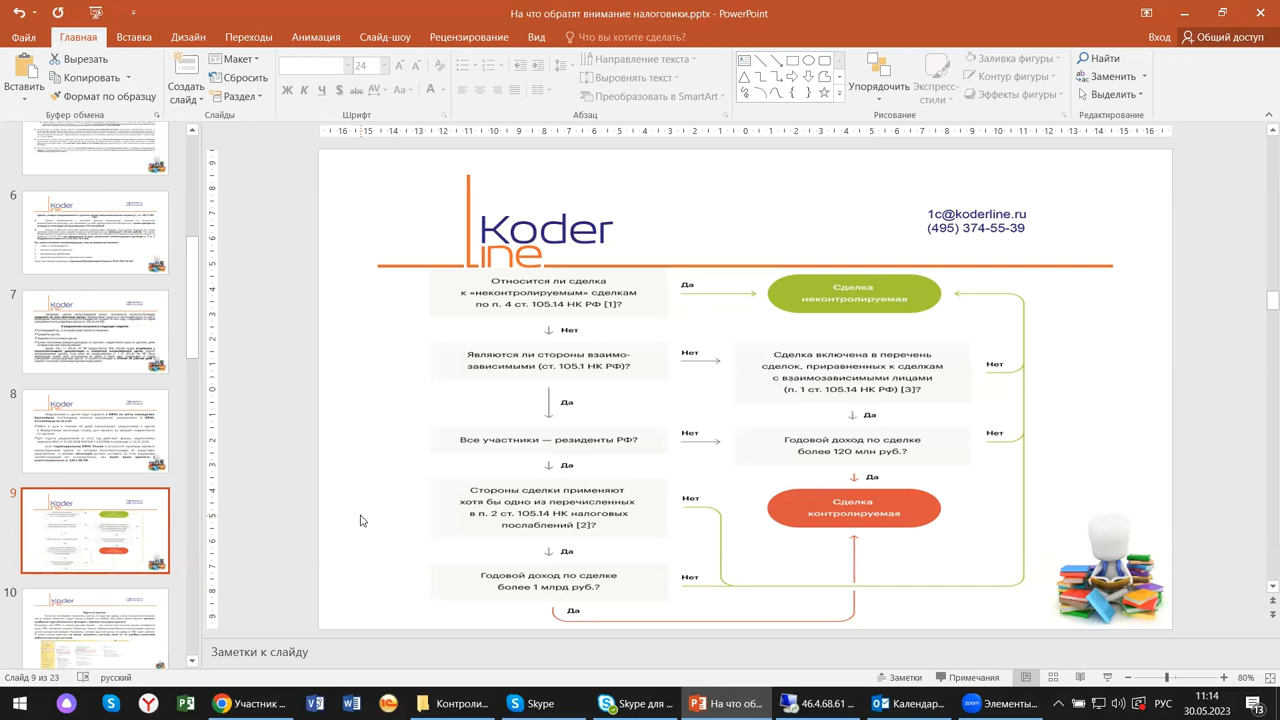 На что обратить внимание налоговики.pptx - PowerPoint
Файл
Главная
Вставка
Дизайн
Переходы
Анимация
Слайд-шоу
Рецензирование
Вид
Что вы хотите сделать?
Вход
Общий доступ
Вставить
Вырезать
Копировать
Формат по образцу
Буфер обмена
Создать
слайд
Макет
Сбросить
Раздел
Слайды
24
Шрифт
Направление текста
Выровнять текст
Преобразовать в SmartArt
Абзац
Упорядочить
Экспресс-
стили
Заливка фигуры
Контур фигуры
Эффекты фигуры
Рисование
Найти
Заменить
Выделить
Редактирование
6
7
8
9
10
Koder
line
1c@koderline.ru
(495) 374-55-39
Относится ли сделка
к «неконтролируемым» сделкам
по п. 4 ст. 105.14 НК РФ [1]?
Да
Сделка
неконтролируемая
Нет
Являются ли стороны взаимо-
зависимыми (ст. 105.1 НК РФ)?
Нет
Сделка включена в перечень
сделок, приравненных к сделкам
с взаимозависимыми лицами
(п. 1 ст. 105.14 НК РФ) [3]?
Нет
Да
Да
Все участники — резиденты РФ?
Нет
Годовой доход по сделке
более 120 млн руб.?
Нет
Да
Да
Стороны сделки применяют
хотя бы одно из перечисленных
в п. 2 ст. 105.14 НК налоговых
послаблений [2]?
Нет
Сделка
контролируемая
Да
Годовой доход по сделке
более 1 млрд руб.?
Нет
Да
Заметки к слайду
Слайд 9 из 23
русский
Заметки
Примечания
80%
Участник ...
Контроли...
Skype
Skype для ...
На что об...
46.4.68.61 ...
Календар...
Элементы...
РУС
11:14
30.05.2023